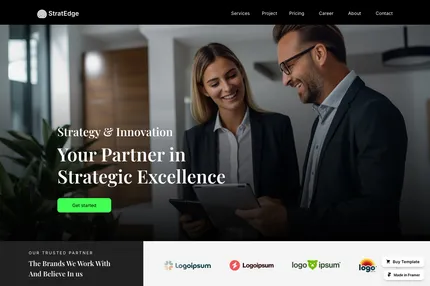 StratEdge
Services Project Pricing Career About Contact
Strategy & Innovation
Your Partner in
Strategic Excellence
Get started
OUR TRUSTED PARTNER
The Brands We Work With
And Believe In us
Logoipsum
Logoipsum
logo ipsum
logo
Buy Template
Made in Framer